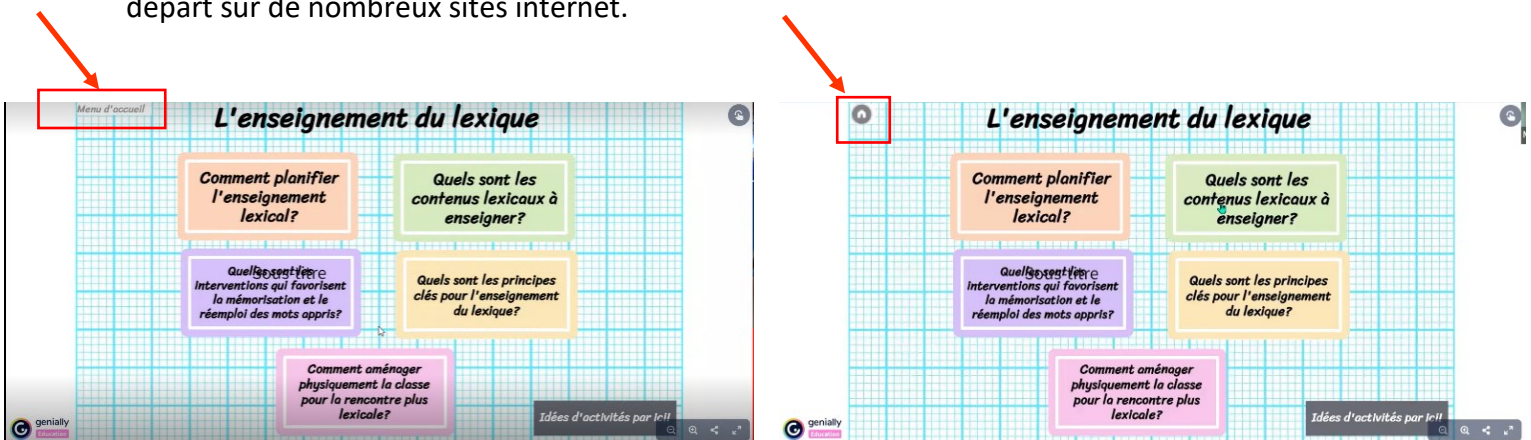 départ sur de nombreux sites internet.
Menu d'accueil
L'enseignement du lexique
Comment planifier
l'enseignement
lexical?
Quels sont les
contenus lexicaux à
enseigner?
Quelles sont les
Sous-titre
interventions qui favorisent
la mémorisation et le
réemploi des mots appris?
Quels sont les principes
clés pour l'enseignement
du lexique?
Comment aménager
physiquement la classe
pour la rencontre plus
lexicale?
Idées d'activités par ici!
genially
Education
L'enseignement du lexique
Comment planifier
l'enseignement
lexical?
Quels sont les
contenus lexicaux à
enseigner?
Quelles sont les
Sous-titre
interventions qui favorisent
la mémorisation et le
réemploi des mots appris?
Quels sont les principes
clés pour l'enseignement
du lexique?
Comment aménager
physiquement la classe
pour la rencontre plus
lexicale?
Idées d'activités par ici!
genially
Education